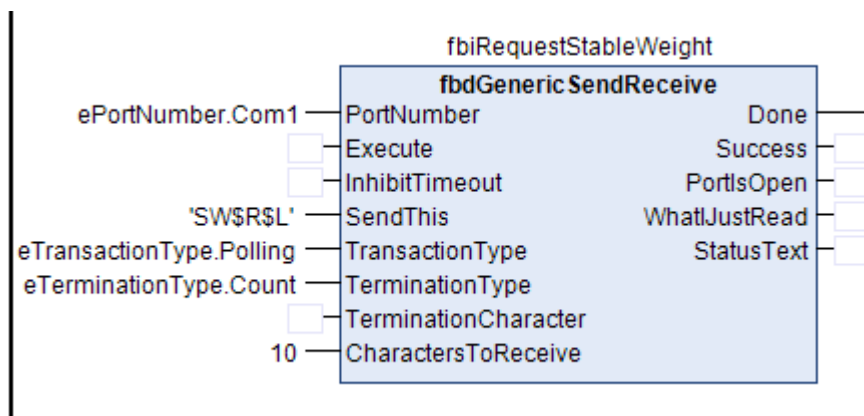 fbiRequestStableWeight
fbdGenericSendReceive
ePortNumber.Com1 PortNumber Done
Execute Success
InhibitTimeout PortIsOpen
'SW$R$L' SendThis WhatIJustRead
eTransactionType.Polling TransactionType StatusText
eTerminationType.Count TerminationType
TerminationCharacter
10 CharactersToReceive